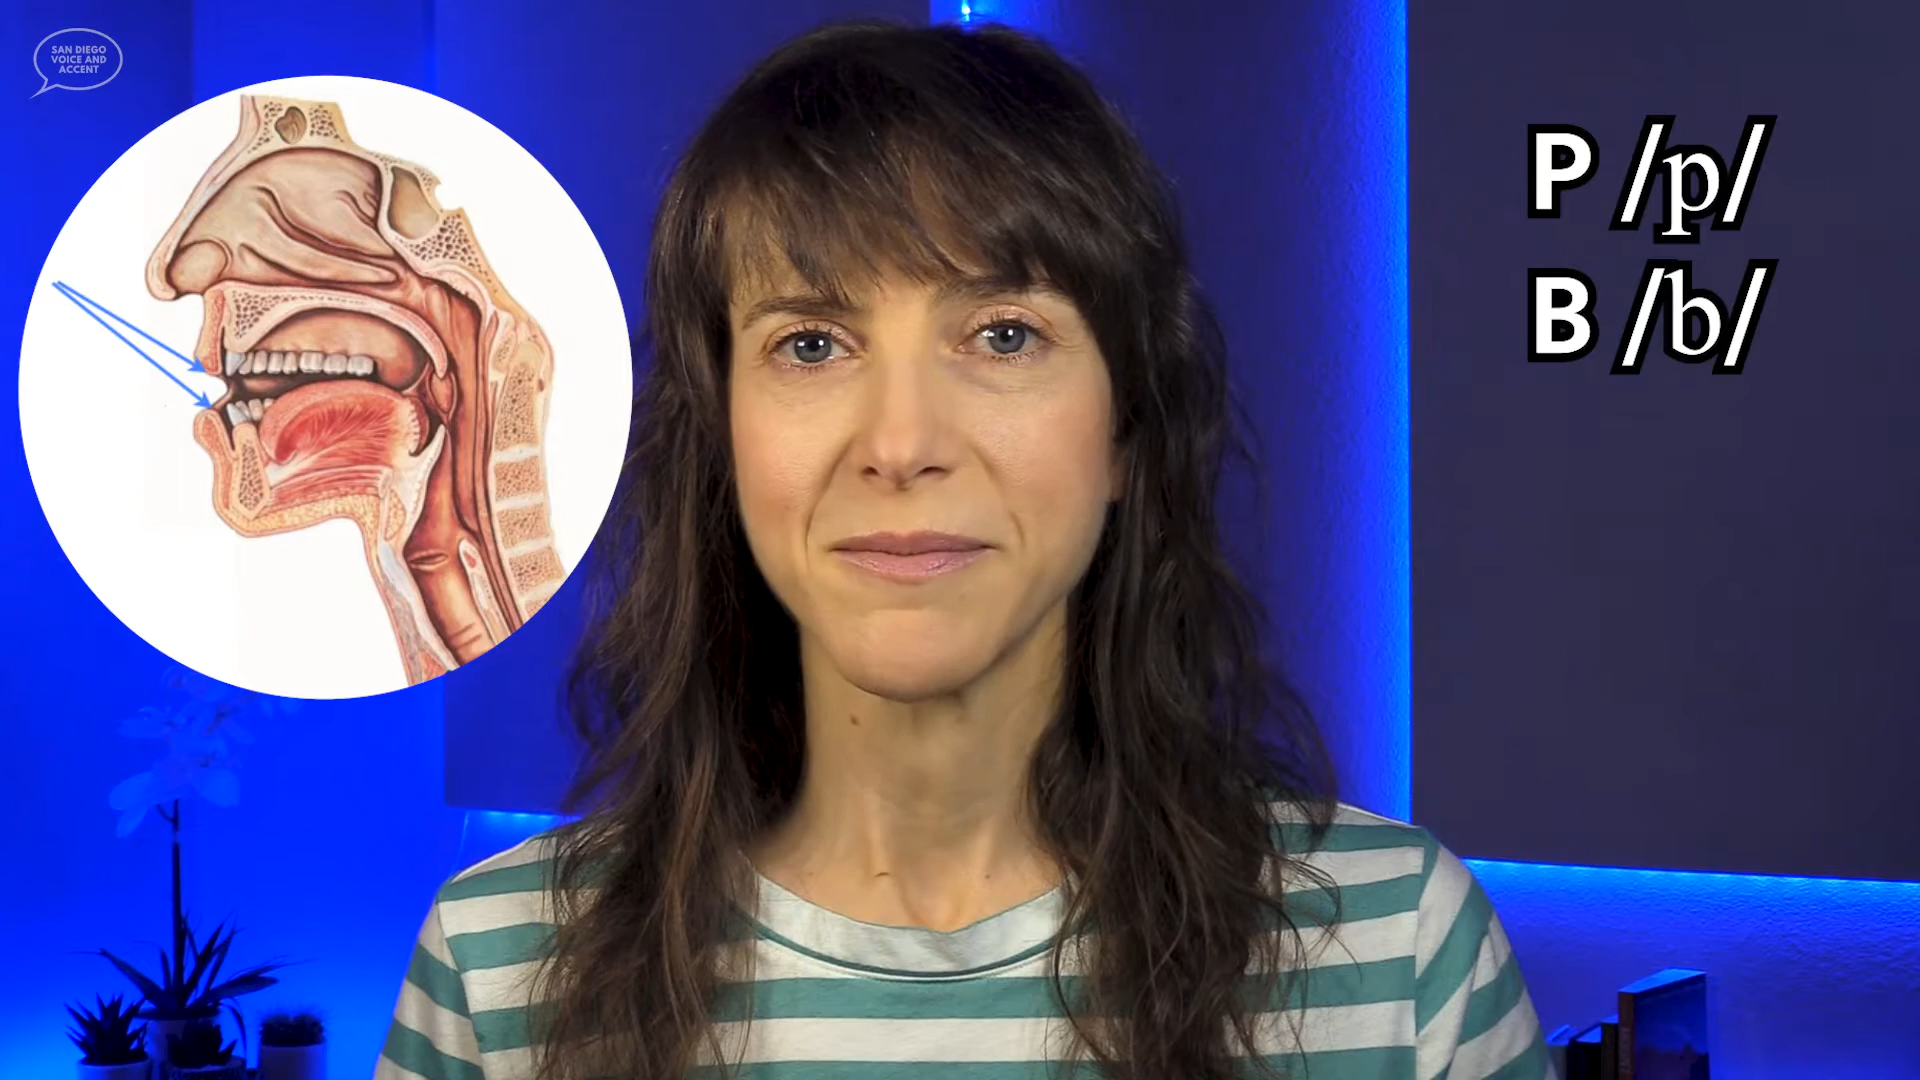 SAN DIEGO
VOICE AND
ACCENT
P /p/
B /b/